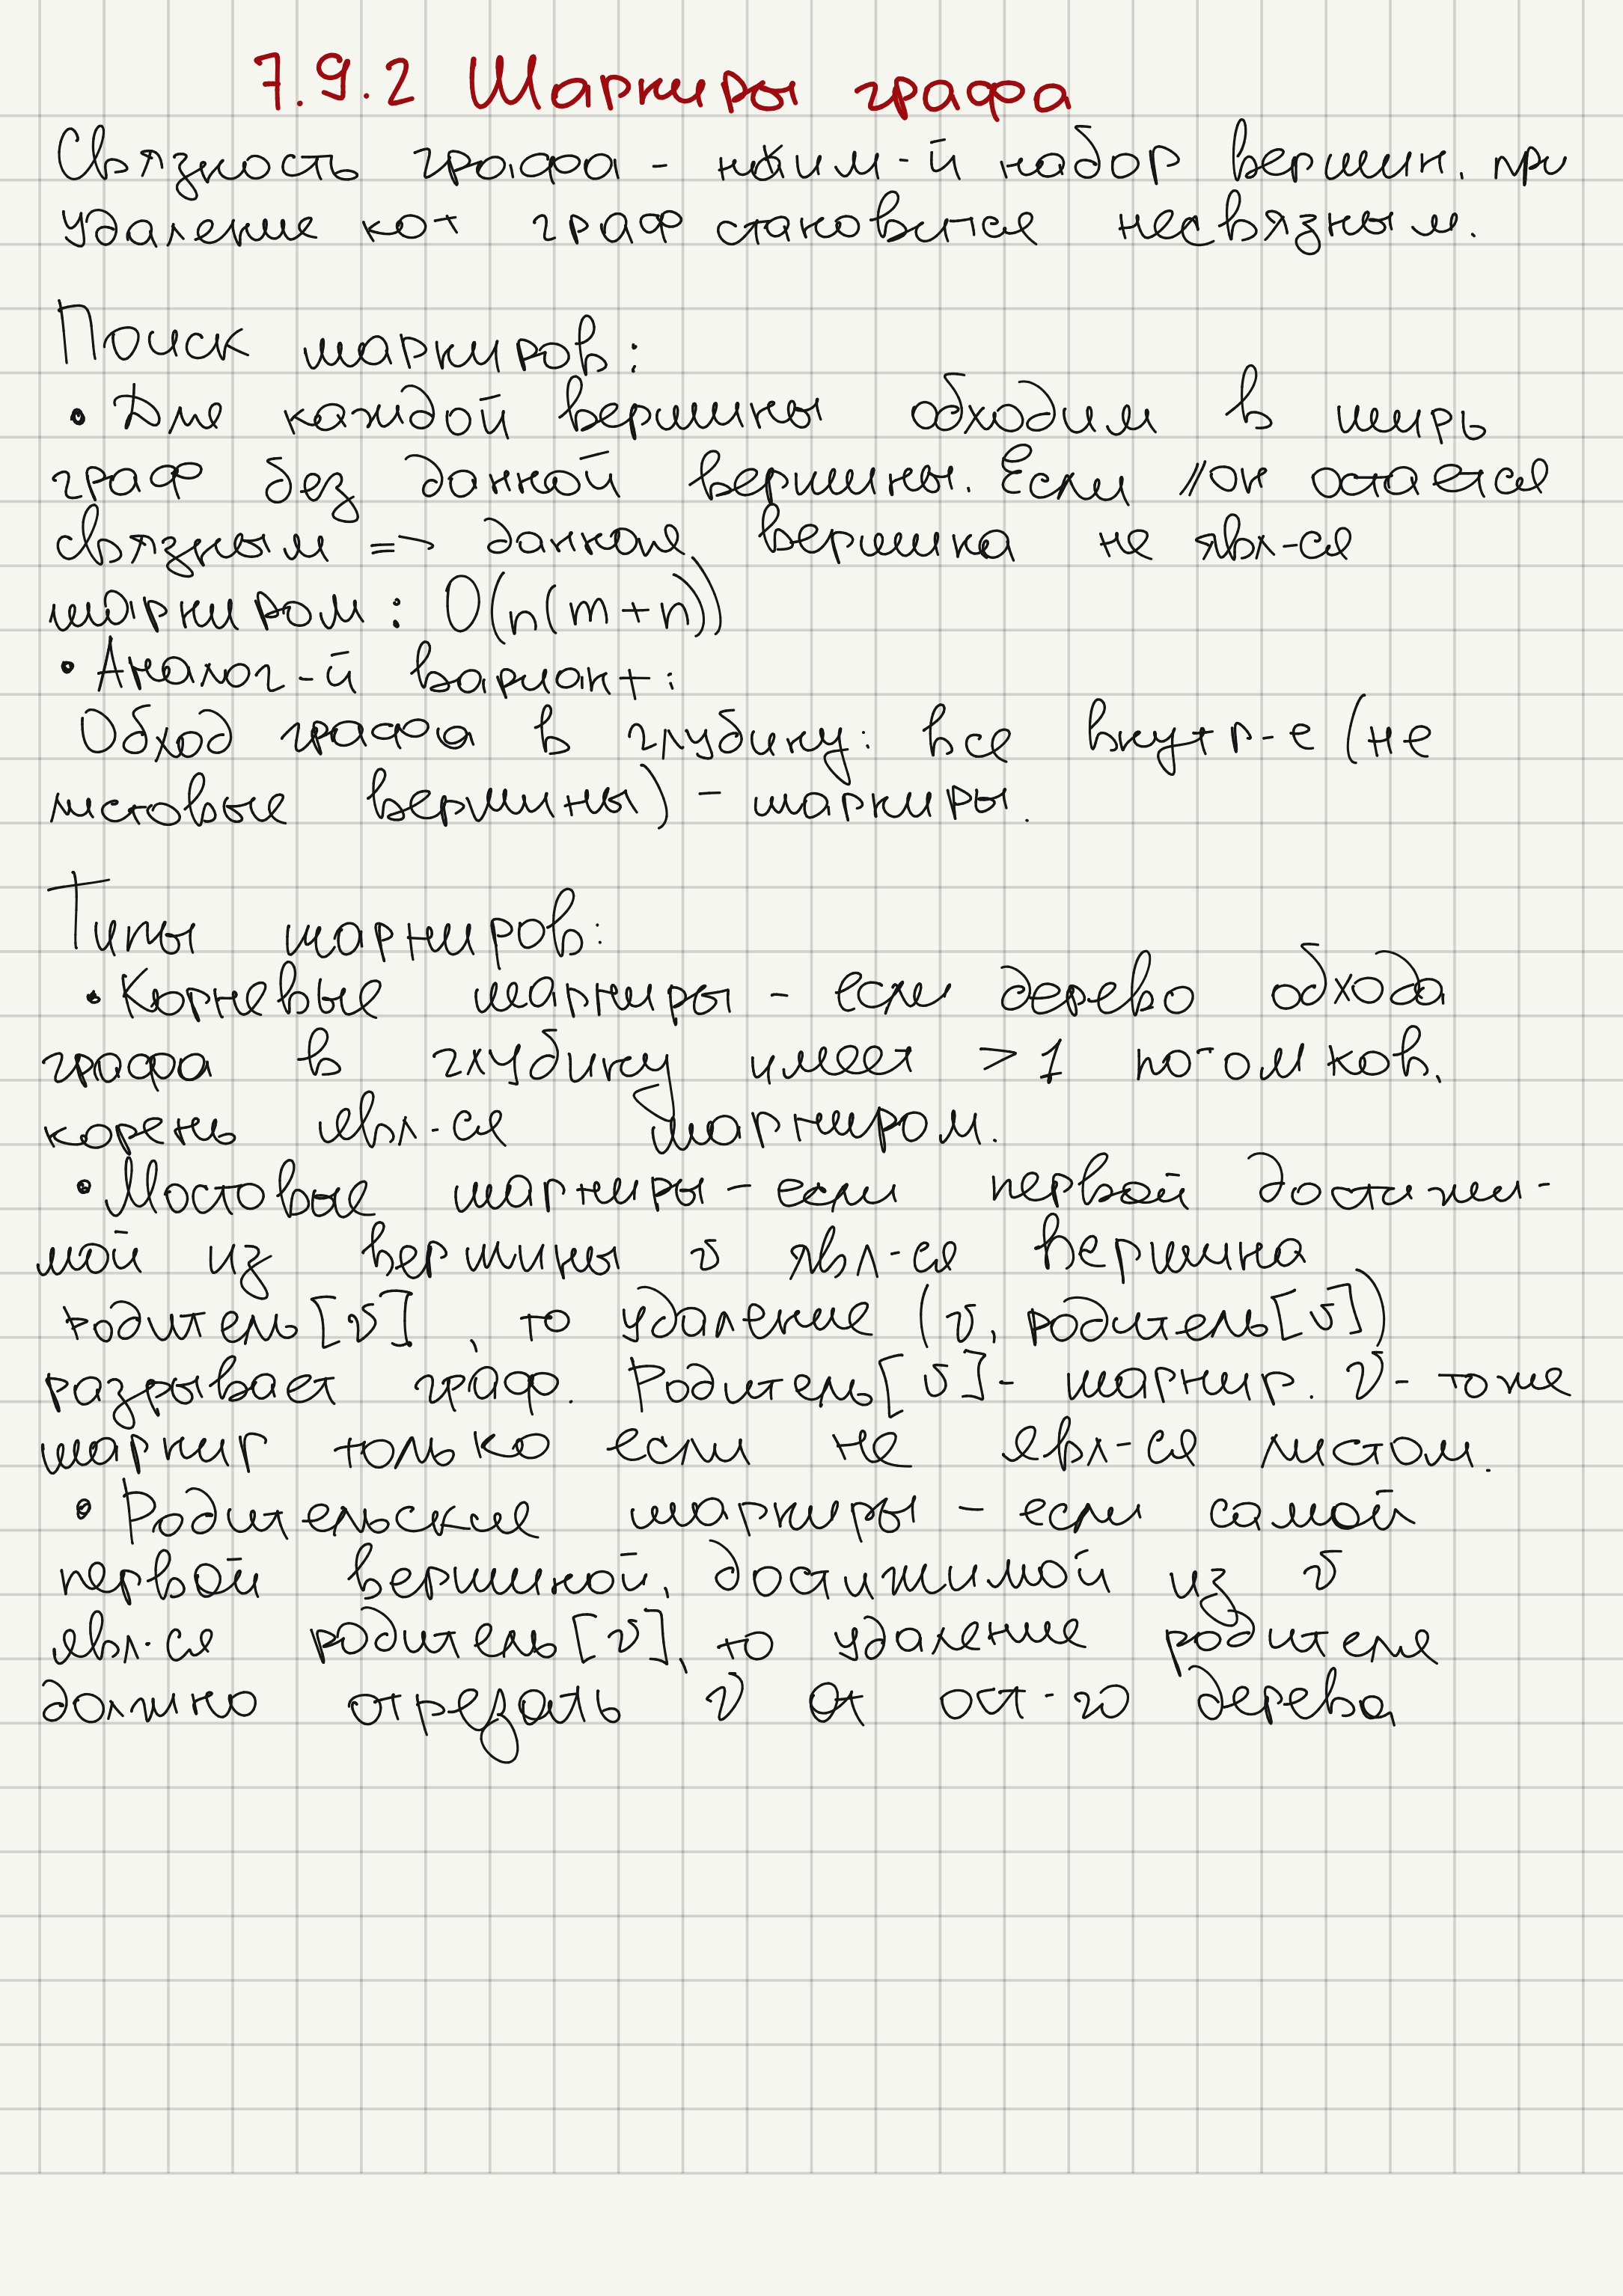 7.9.2 Шарниры графа
Связность графа - наим-й набор вершин, при
удаление кот граф становится несвязным.
Поиск шарниров:
• Для каждой вершины обходим в ширь
граф без данной вершины. Если он остается
связным => данная вершина не явл-ся
шарниром : O(n(m+n))
• Аналог-й вариант:
Обход графа в глубину: все внутр-е (не
листовые вершины) - шарниры.
Типы шарниров:
• Корневые шарниры - если дерево обхода
графа в глубину имеет > 1 потомков,
корень явл-ся шарниром.
• Мостовые шарниры - если первой достижи-
мой из вершины v явл-ся вершина
родитель[v], то удаление (v, родитель[v])
разрывает граф. Родитель[v] - шарнир. v - тоже
шарнир только если не явл-ся листом.
• Родительские шарниры - если самой
первой вершиной, достижимой из v
явл-ся родитель[v], то удаление родителя
должно отрезать v от ост-го дерева